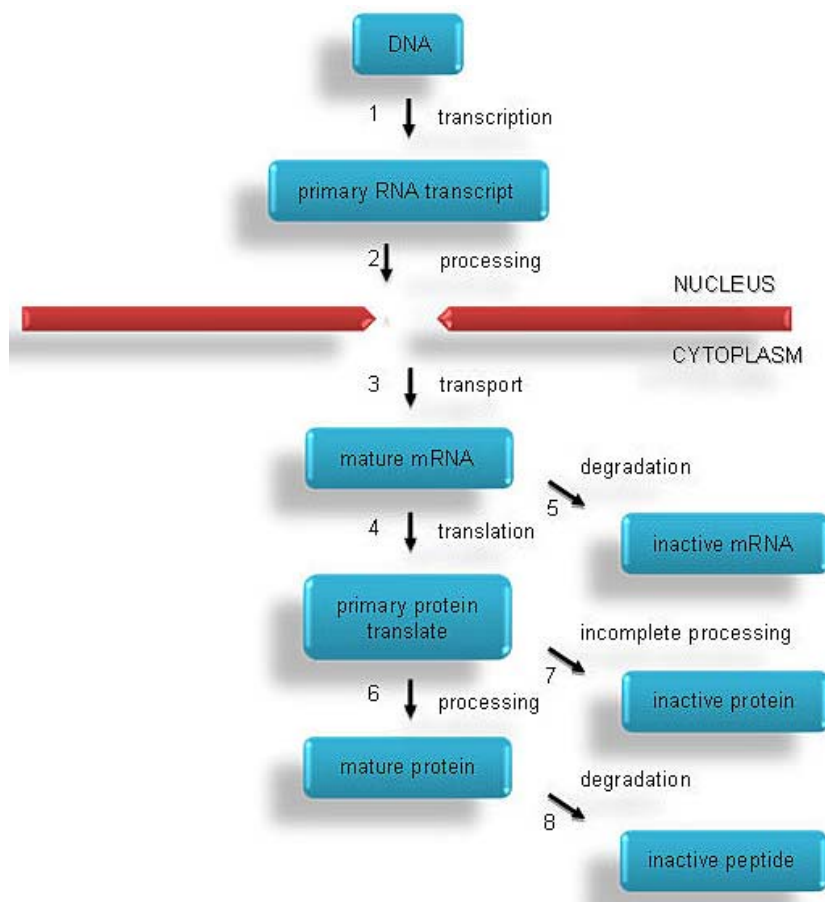 DNA
1 transcription
primary RNA transcript
2 processing
NUCLEUS
CYTOPLASM
3 transport
mature mRNA
degradation
5
4 translation
inactive mRNA
primary protein
translate
incomplete processing
7
6 processing
inactive protein
mature protein
degradation
8
inactive peptide